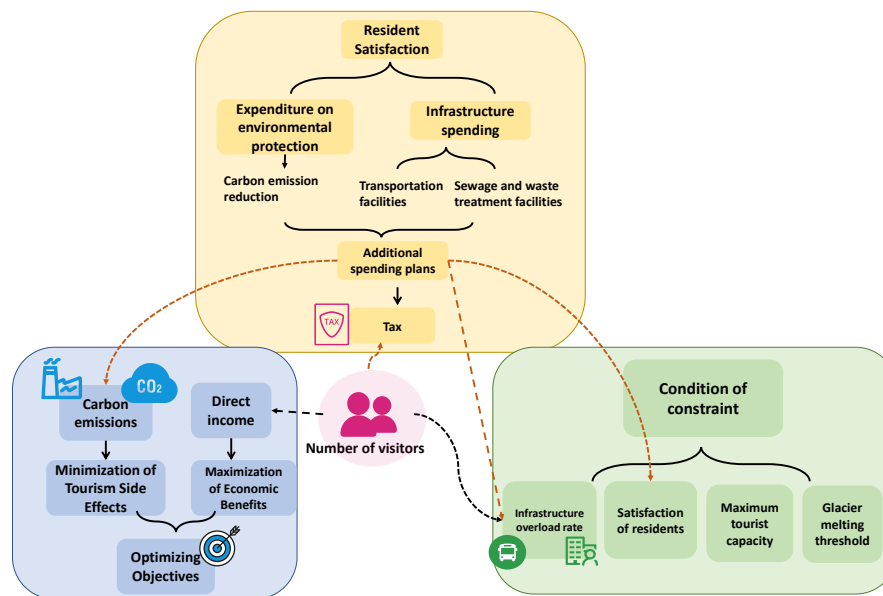 Resident
Satisfaction
Expenditure on
environmental
protection
Infrastructure
spending
Carbon emission
reduction
Transportation
facilities
Sewage and waste
treatment facilities
Additional
spending plans
TAX
Tax
CO₂
Carbon
emissions
Direct
income
Number of visitors
Minimization of
Tourism Side
Effects
Maximization
of Economic
Benefits
Optimizing
Objectives
Condition of
constraint
Infrastructure
overload rate
Satisfaction
of residents
Maximum
tourist
capacity
Glacier
melting
threshold